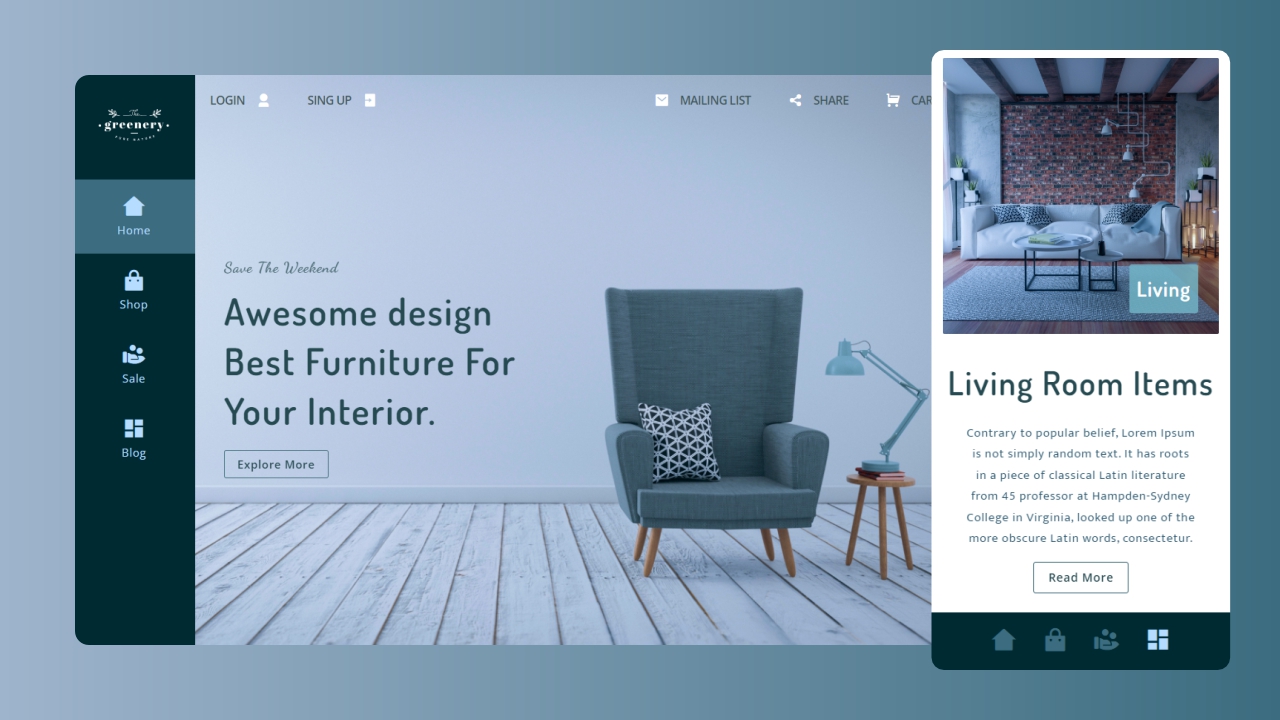 The
greenery
Home
Shop
Sale
Blog
LOGIN
SING UP
MAILING LIST
SHARE
Save The Weekend
Awesome design
Best Furniture For
Your Interior.
Explore More
Living
Living Room Items
Contrary to popular belief, Lorem Ipsum
is not simply random text. It has roots
in a piece of classical Latin literature
from 45 professor at Hampden-Sydney
College in Virginia, looked up one of the
more obscure Latin words, consectetur.
Read More